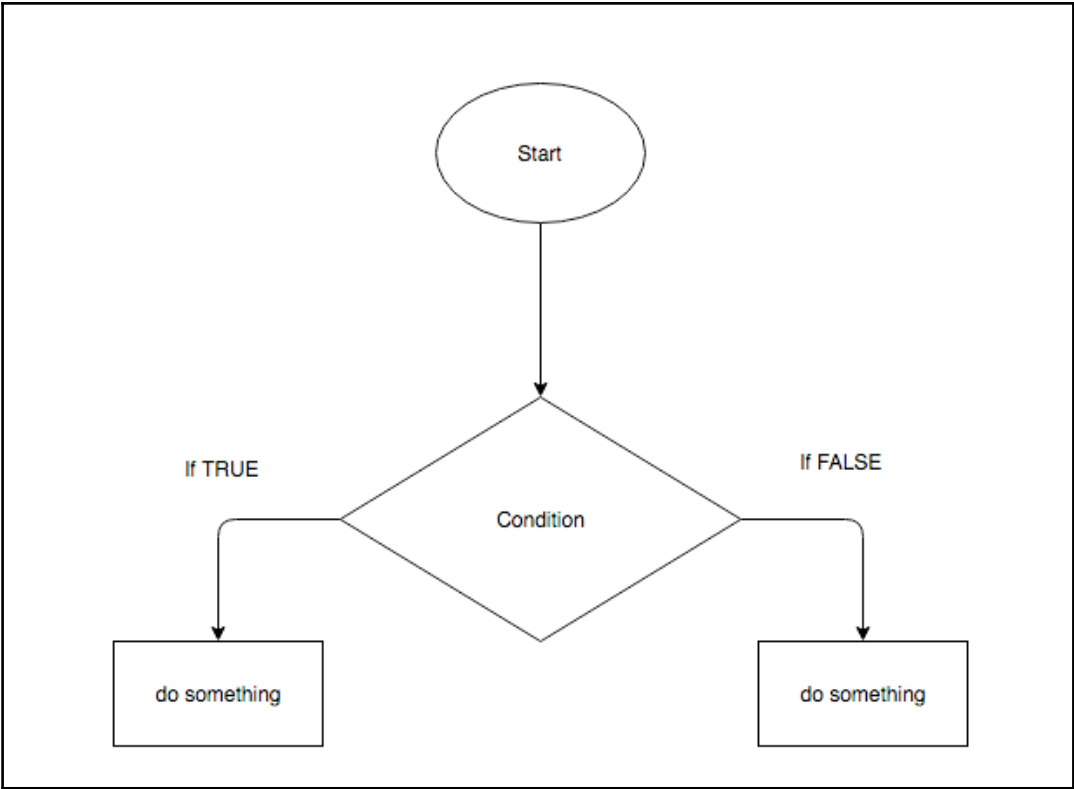 Start
If TRUE
If FALSE
Condition
do something
do something